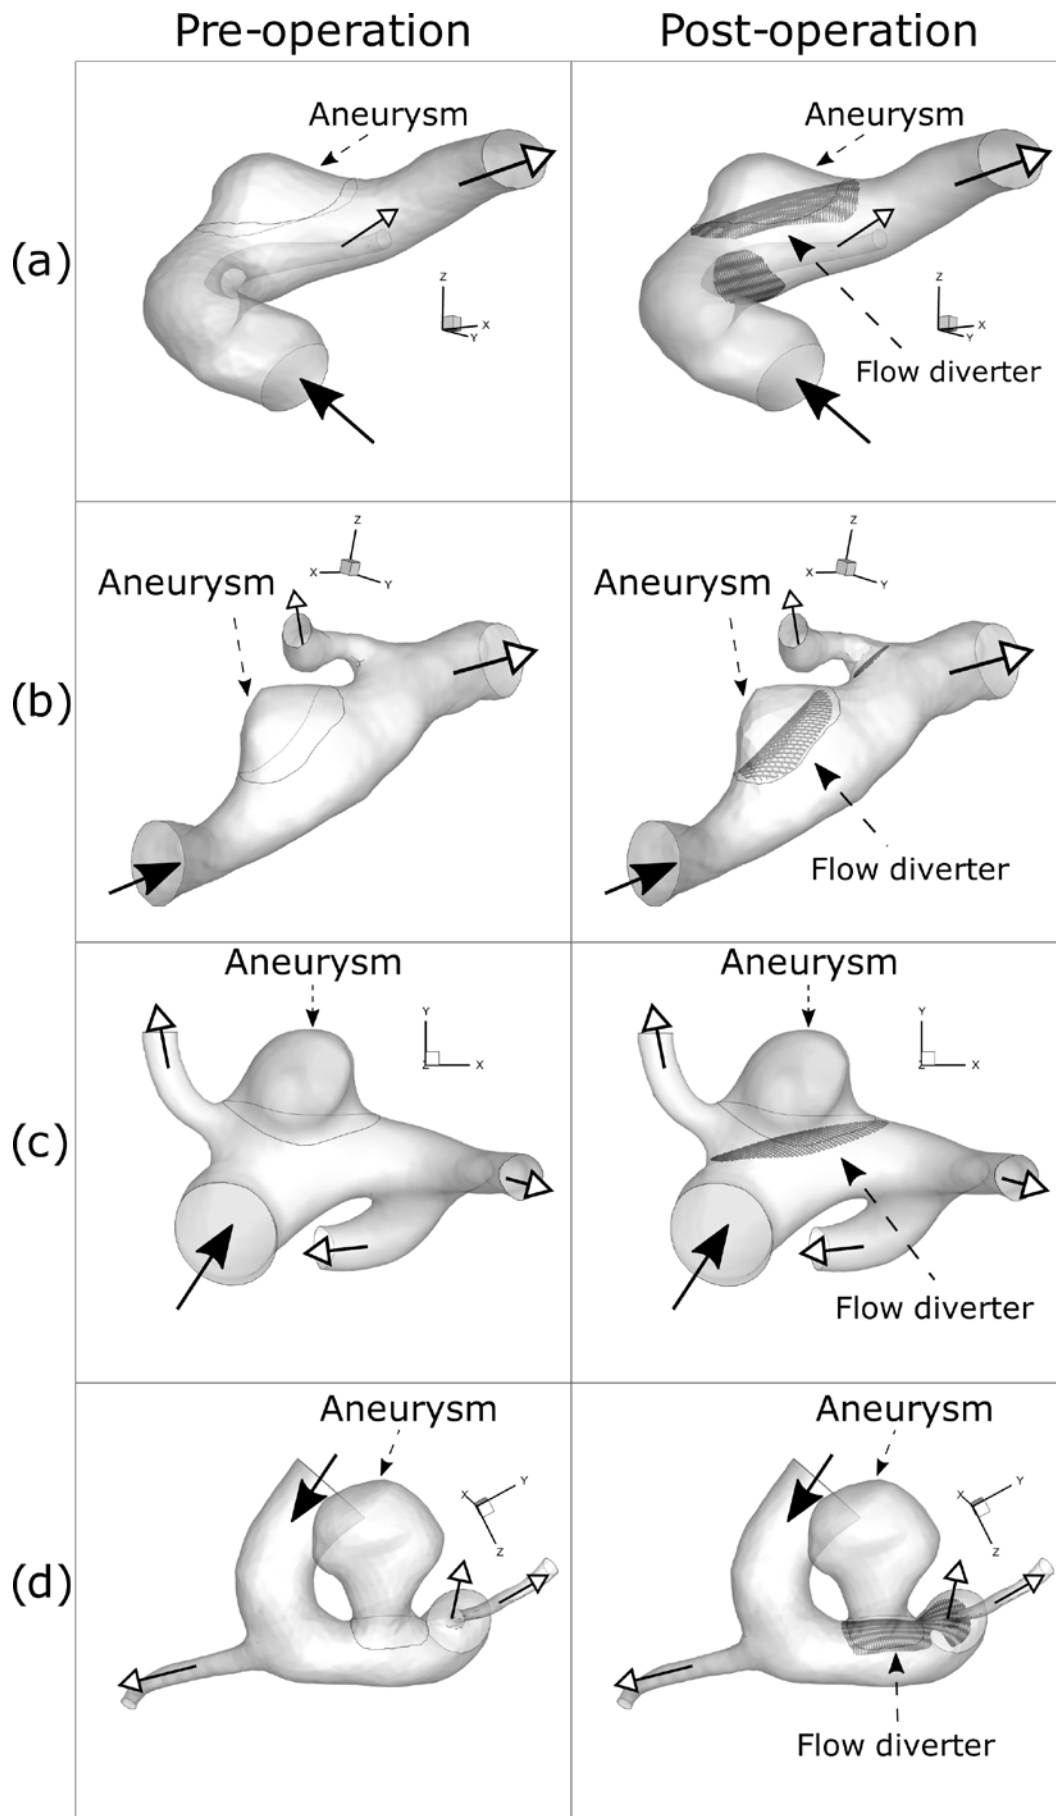 Pre-operation Post-operation
(a)
Aneurysm Aneurysm
Z X Y
Z X Y
Flow diverter
(b)
Z X Y
Z X Y
Aneurysm Aneurysm
Flow diverter
(c)
Aneurysm Aneurysm
Y Z X
Y Z X
Flow diverter
(d)
Aneurysm Aneurysm
X Y Z
X Y Z
Flow diverter